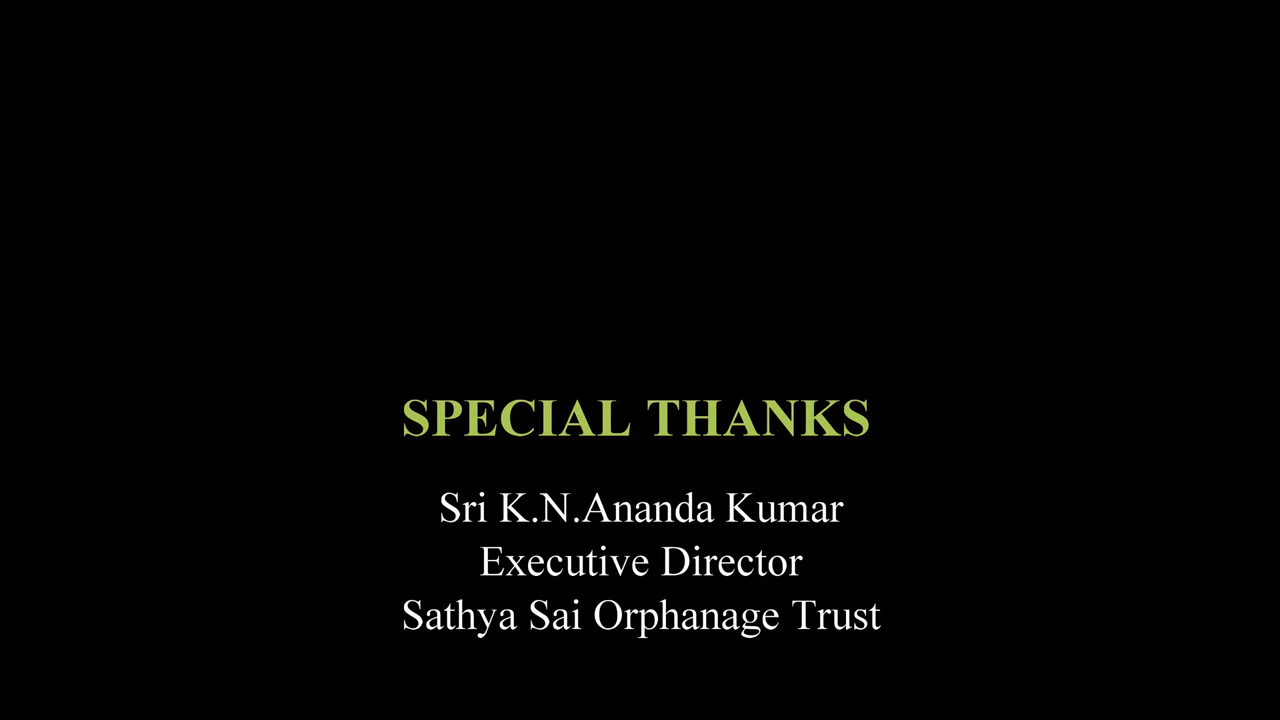 SPECIAL THANKS
Sri K.N.Ananda Kumar
Executive Director
Sathya Sai Orphanage Trust